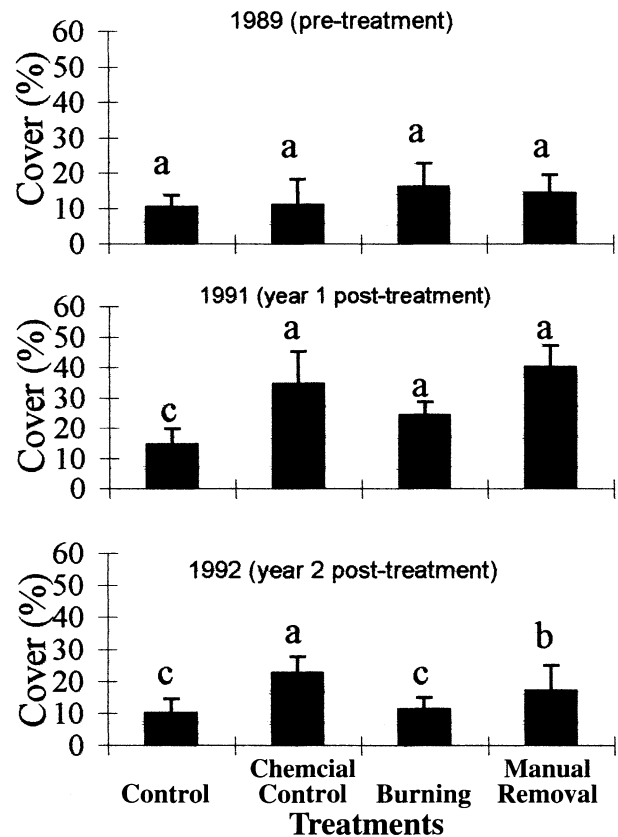 1989 (pre-treatment)
Cover (%)
60
50
40
30
20
10
0
a a a a
1991 (year 1 post-treatment)
Cover (%)
60
50
40
30
20
10
0
c a a a
1992 (year 2 post-treatment)
Cover (%)
60
50
40
30
20
10
0
c a c b
Chemcial Manual
Control Control Burning Removal
Treatments